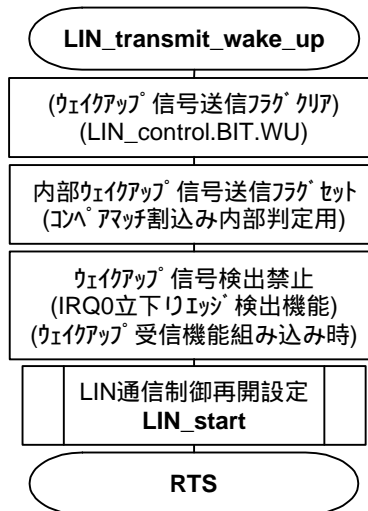 LIN_transmit_wake_up
(ｳｪｲｸｱｯﾌﾟ信号送信ﾌﾗｸﾞｸﾘｱ)
(LIN_control.BIT.WU)
内部ｳｪｲｸｱｯﾌﾟ信号送信ﾌﾗｸﾞｾｯﾄ
(ｺﾝﾍﾟｱﾏｯﾁ割込み内部判定用)
ｳｪｲｸｱｯﾌﾟ信号検出禁止
(IRQ0立下りｴｯｼﾞ検出機能)
(ｳｪｲｸｱｯﾌﾟ受信機能組み込み時)
LIN通信制御再開設定
LIN_start
RTS